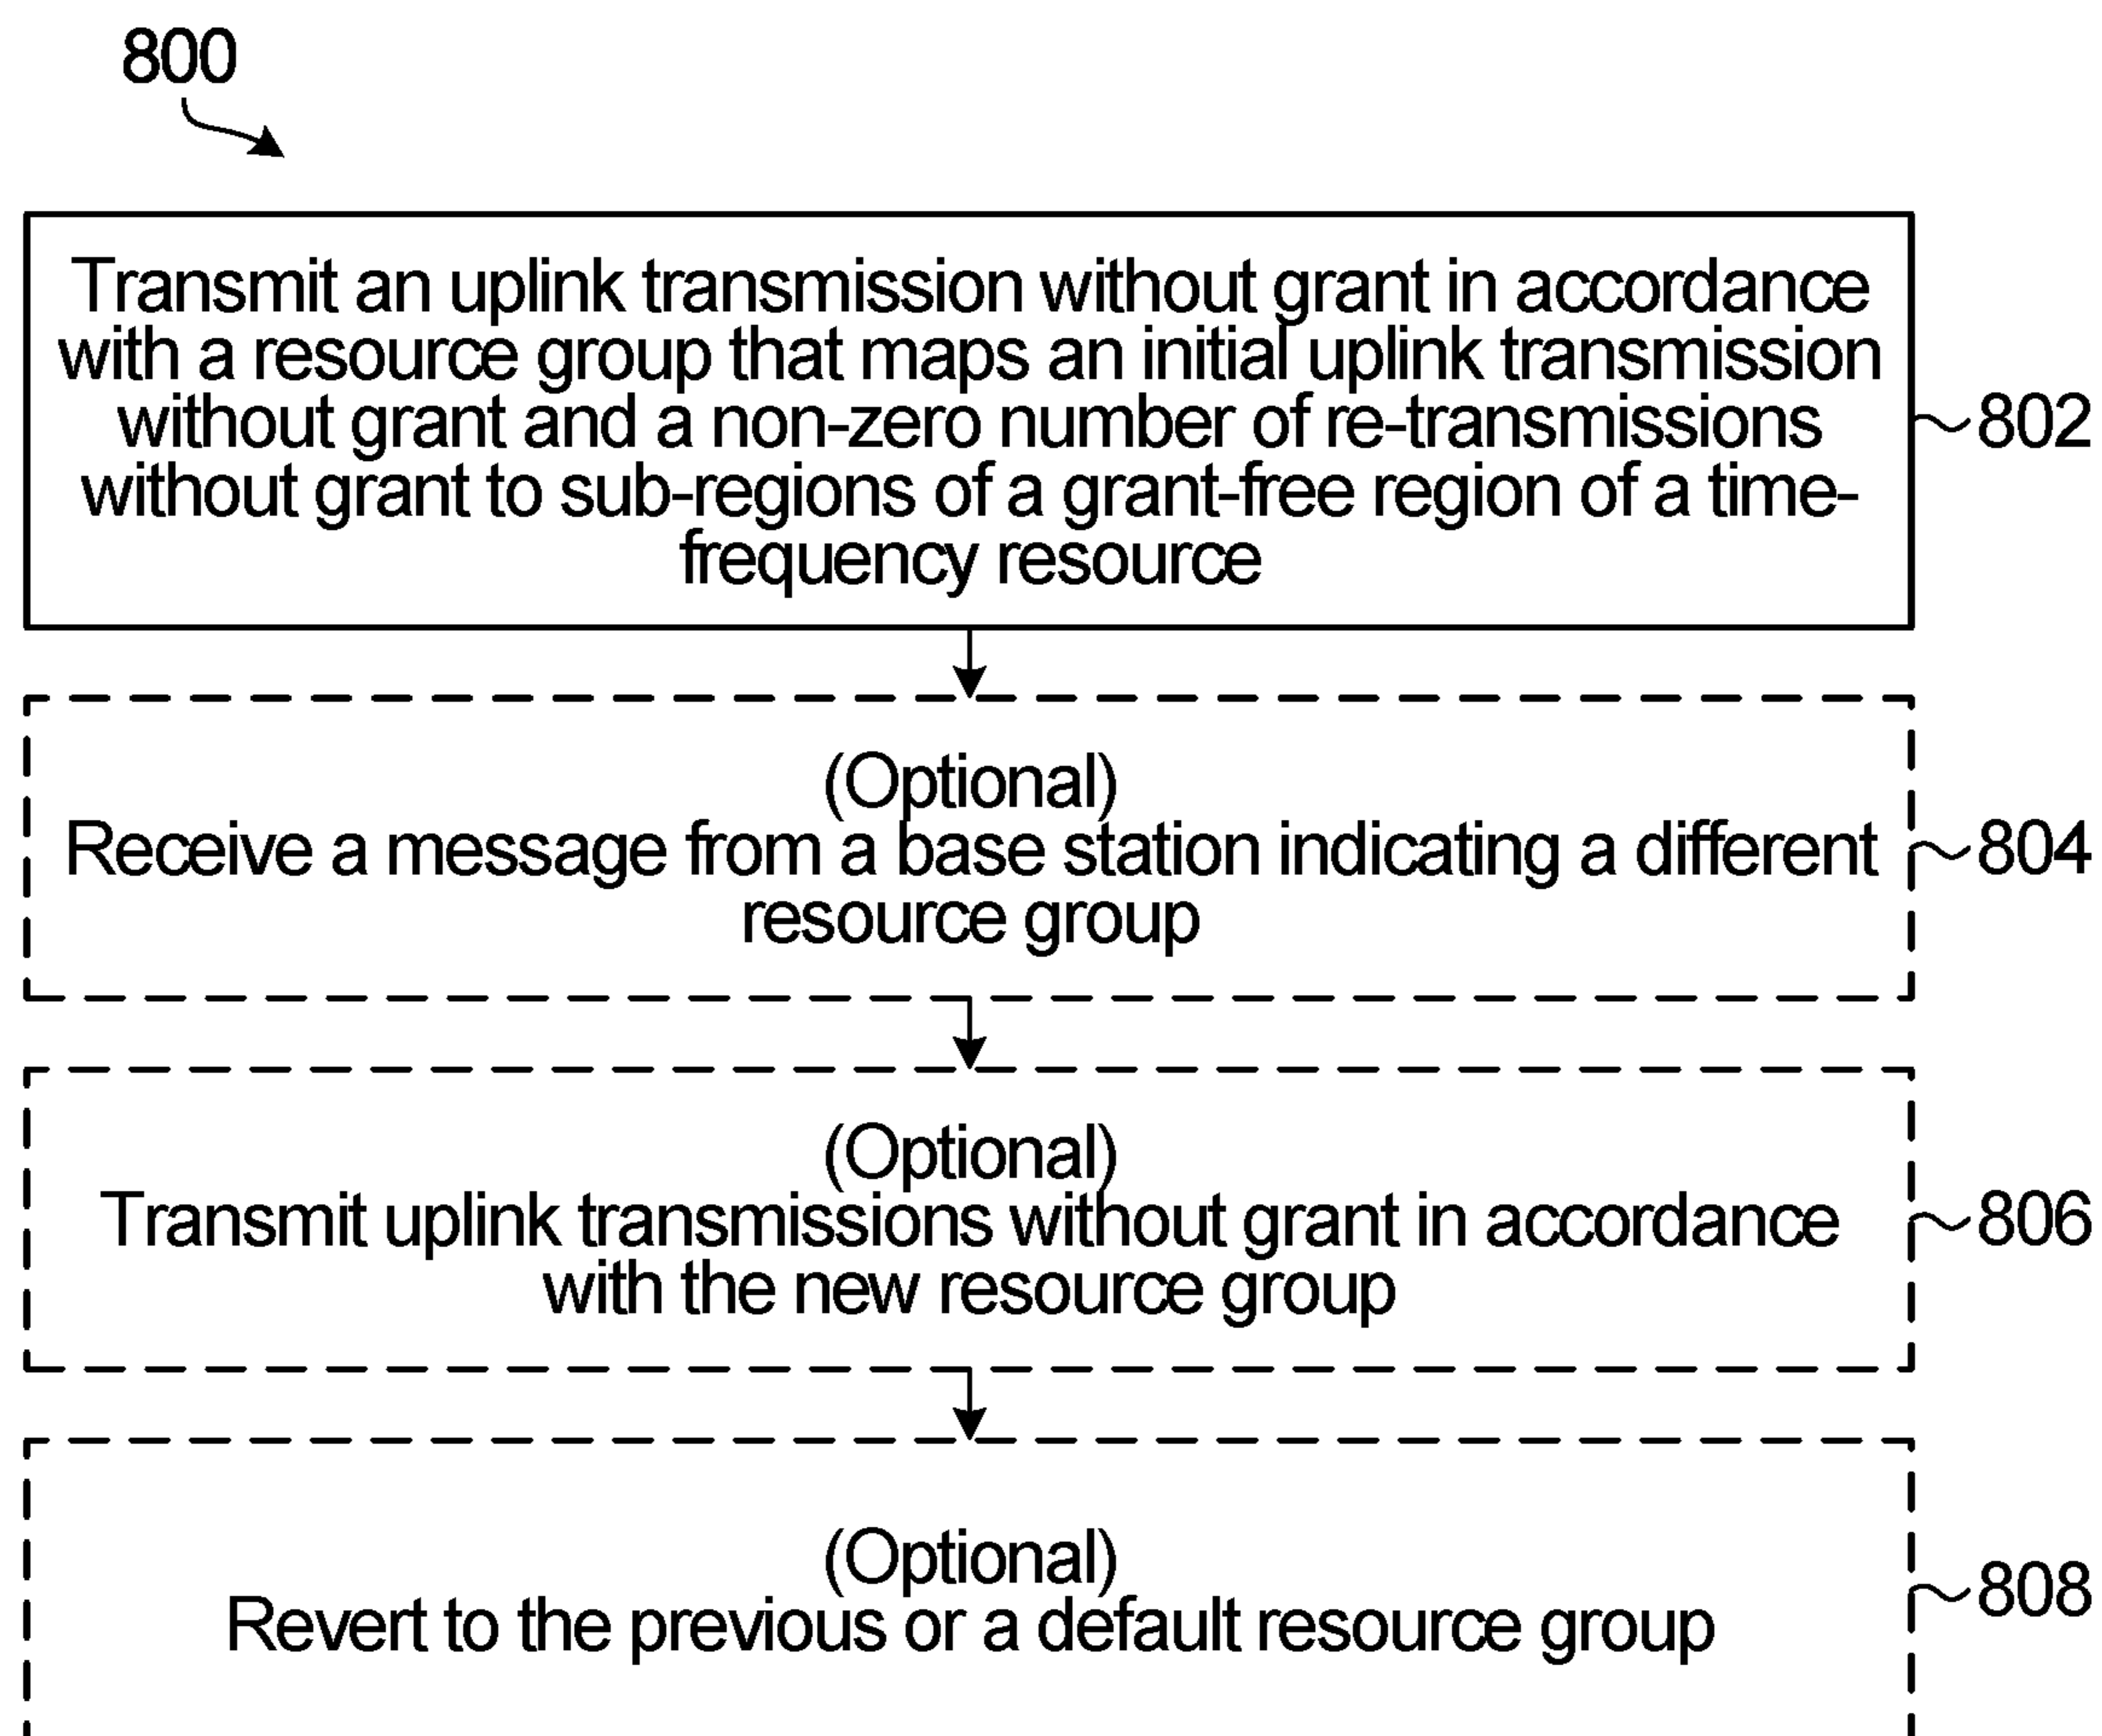 800
Transmit an uplink transmission without grant in accordance
with a resource group that maps an initial uplink transmission
without grant and a non-zero number of re-transmissions
without grant to sub-regions of a grant-free region of a time-
frequency resource
802
(Optional)
Receive a message from a base station indicating a different
resource group
804
(Optional)
Transmit uplink transmissions without grant in accordance
with the new resource group
806
(Optional)
Revert to the previous or a default resource group
808